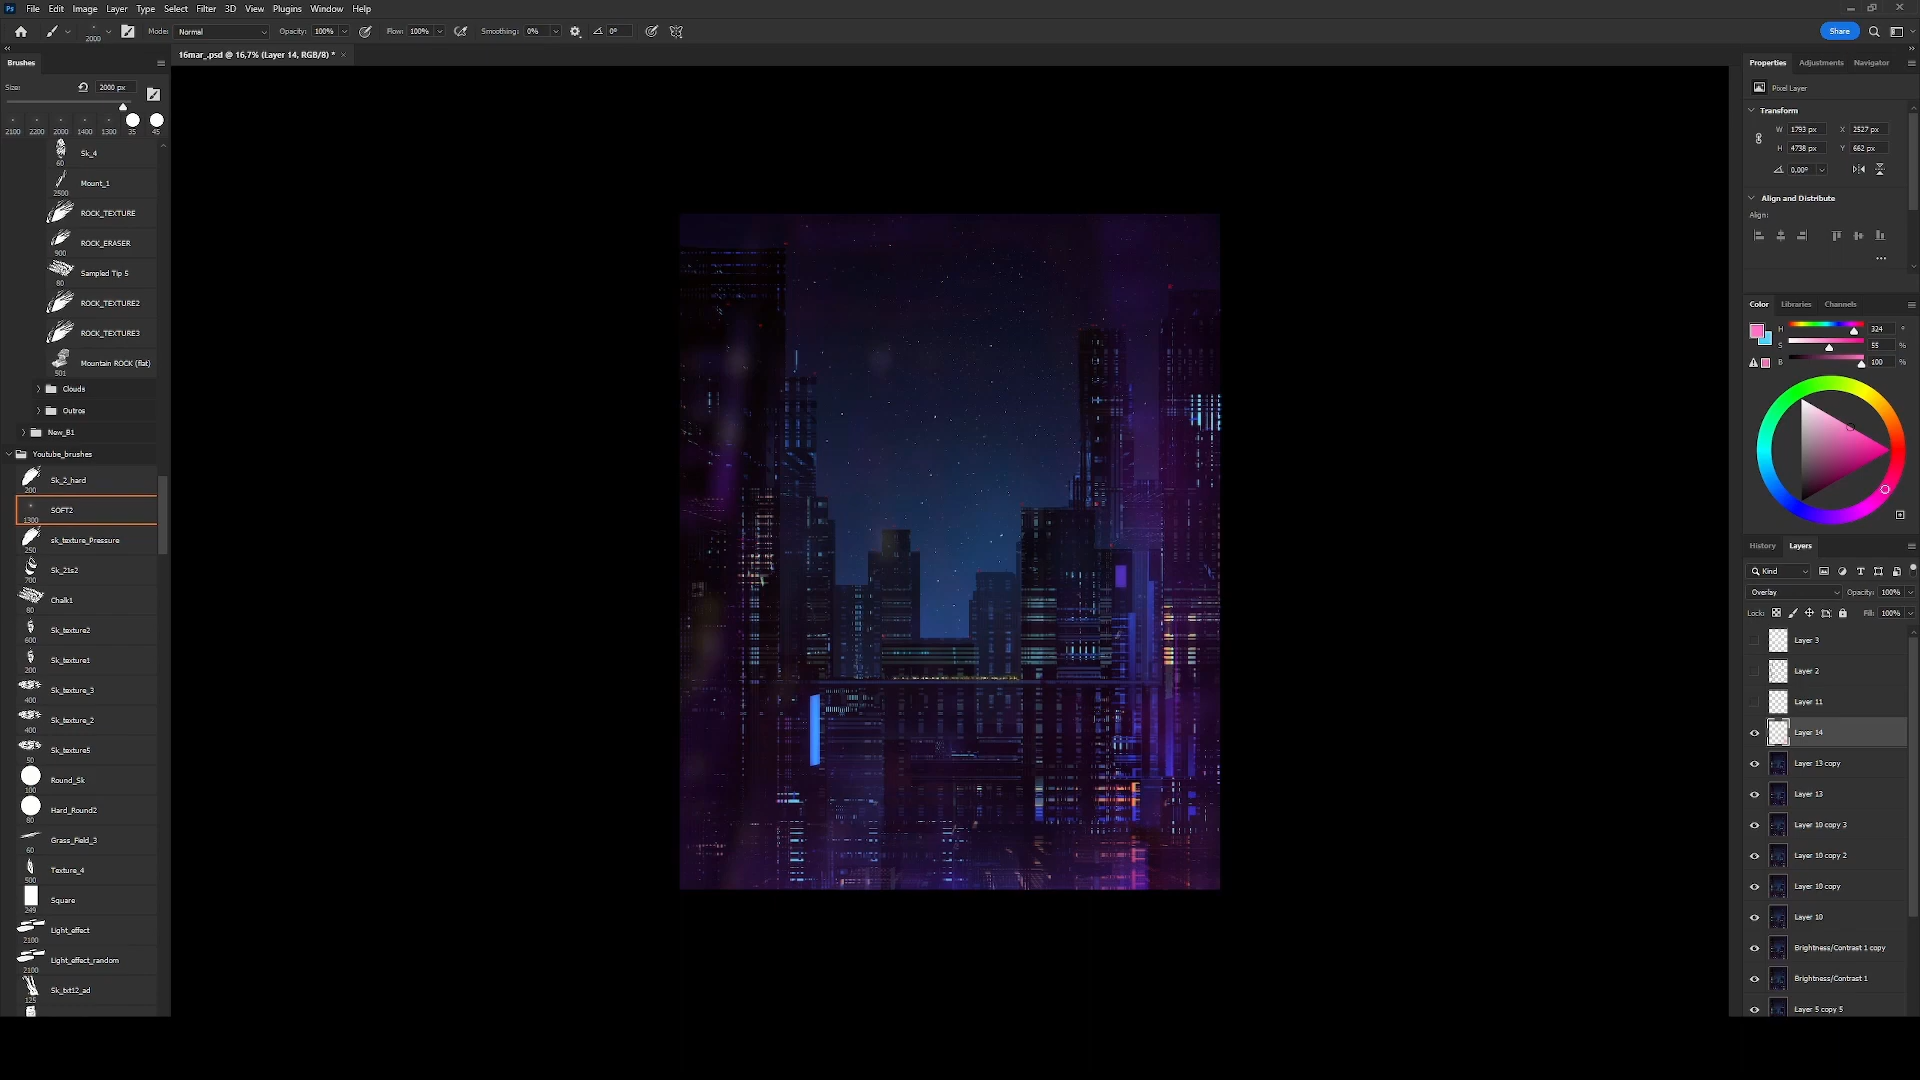 Ps File Edit Image Layer Type Select Filter 3D View Plugins Window Help
2000 Mode: Normal Opacity: 100% Flow: 100% Smoothing: 0% 0° Share
16mar_.psd @ 16,7% (Layer 14, RGB/8) *
Brushes
Size: 2000 px
2100 2200 2000 1400 1300 35 45
Sk_4
60
Mount_1
2500
ROCK_TEXTURE
ROCK_ERASER
900
Sampled Tip 5
80
ROCK_TEXTURE2
ROCK_TEXTURE3
Mountain ROCK (flat)
501
Clouds
Outros
New_B1
Youtube_brushes
Sk_2_hard
200
SOFT2
1300
sk_texture_Pressure
250
Sk_21s2
700
Chalk1
80
Sk_texture2
600
Sk_texture1
200
Sk_texture_3
400
Sk_texture_2
400
Sk_texture5
50
Round_Sk
100
Hard_Round2
80
Grass_Field_3
60
Texture_4
500
Square
249
Light_effect
2100
Light_effect_random
2100
Sk_txt12_ad
125
Properties Adjustments Navigator
Pixel Layer
Transform
W 1793 px X 2527 px
H 4738 px Y 662 px
0,00°
Align and Distribute
Align:
Color Libraries Channels
H 324 °
S 55 %
B 100 %
History Layers
Kind
Overlay Opacity: 100%
Lock: Fill: 100%
Layer 3
Layer 2
Layer 11
Layer 14
Layer 13 copy
Layer 13
Layer 10 copy 3
Layer 10 copy 2
Layer 10 copy
Layer 10
Brightness/Contrast 1 copy
Brightness/Contrast 1
Layer 5 copy 5